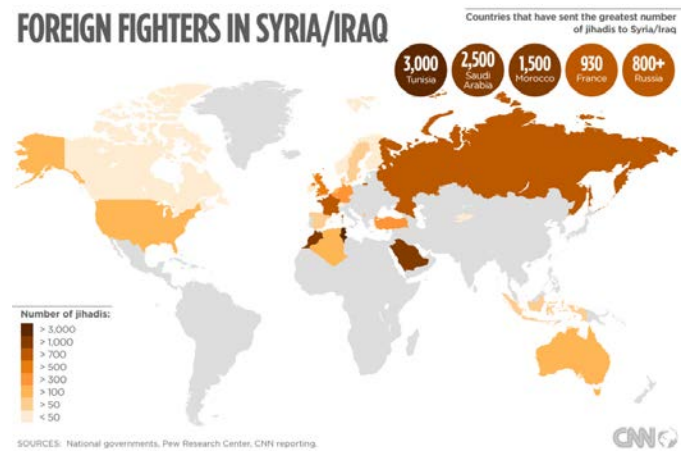 FOREIGN FIGHTERS IN SYRIA/IRAQ
Countries that have sent the greatest number
of jihadis to Syria/Iraq
3,000
Tunisia
2,500
Saudi
Arabia
1,500
Morocco
930
France
800+
Russia
Number of jihadis:
> 3,000
> 1,000
> 700
> 500
> 300
> 100
> 50
< 50
SOURCES: National governments, Pew Research Center, CNN reporting.
CNN